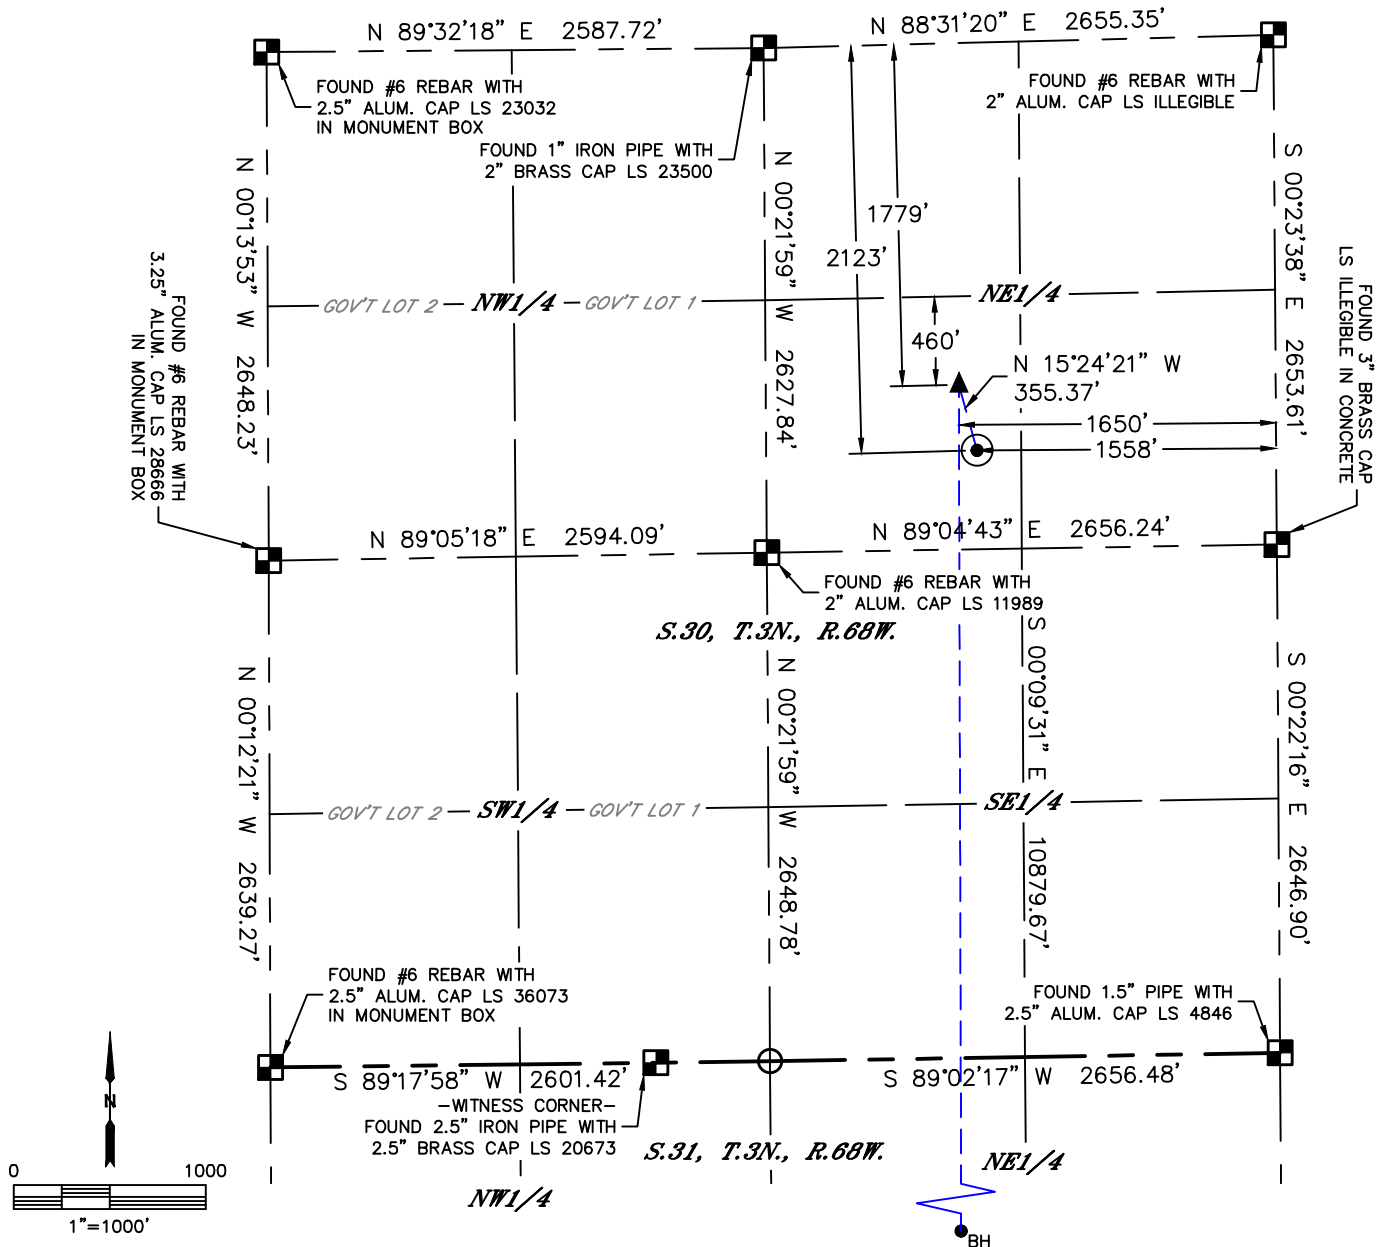 N 89°32'18" E 2587.72'
N 88°31'20" E 2655.35'
FOUND #6 REBAR WITH
2.5" ALUM. CAP LS 23032
IN MONUMENT BOX
FOUND #6 REBAR WITH
2" ALUM. CAP LS ILLEGIBLE
FOUND 1" IRON PIPE WITH
2" BRASS CAP LS 23500
N 00°13'53" W 2648.23'
N 00°21'59" W 2627.84'
S 00°23'38" E 2653.61'
1779'
2123'
FOUND 3" BRASS CAP
LS ILLEGIBLE IN CONCRETE
FOUND #6 REBAR WITH
3.25" ALUM. CAP LS 28666
IN MONUMENT BOX
GOV'T LOT 2
NW1/4
GOV'T LOT 1
NE1/4
460'
N 15°24'21" W
355.37'
1650'
1558'
N 89°05'18" E 2594.09'
N 89°04'43" E 2656.24'
FOUND #6 REBAR WITH
2" ALUM. CAP LS 11989
S.30, T.3N., R.68W.
N 00°12'21" W 2639.27'
N 00°21'59" W 2648.78'
S 00°09'31" E 10879.67'
S 00°22'16" E 2646.90'
GOV'T LOT 2
SW1/4
GOV'T LOT 1
SE1/4
FOUND #6 REBAR WITH
2.5" ALUM. CAP LS 36073
IN MONUMENT BOX
FOUND 1.5" PIPE WITH
2.5" ALUM. CAP LS 4846
S 89°17'58" W 2601.42'
S 89°02'17" W 2656.48'
-WITNESS CORNER-
FOUND 2.5" IRON PIPE WITH
2.5" BRASS CAP LS 20673
S.31, T.3N., R.68W.
NE1/4
NW1/4
N
0 1000
1"=1000'
BH